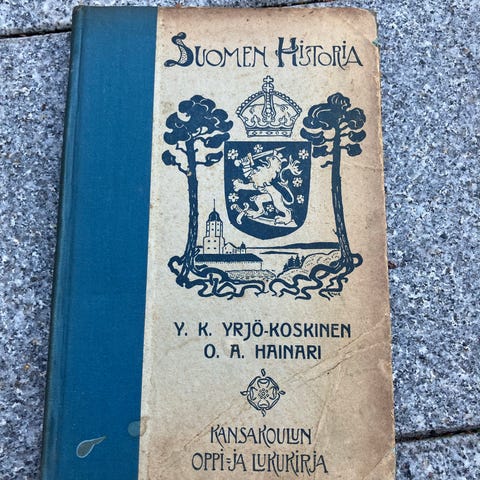 SUOMEN HISTORIA
Y. K. YRJÖ-KOSKINEN
O. A. HAINARI
KANSAKOULUN
OPPI- JA LUKUKIRJA